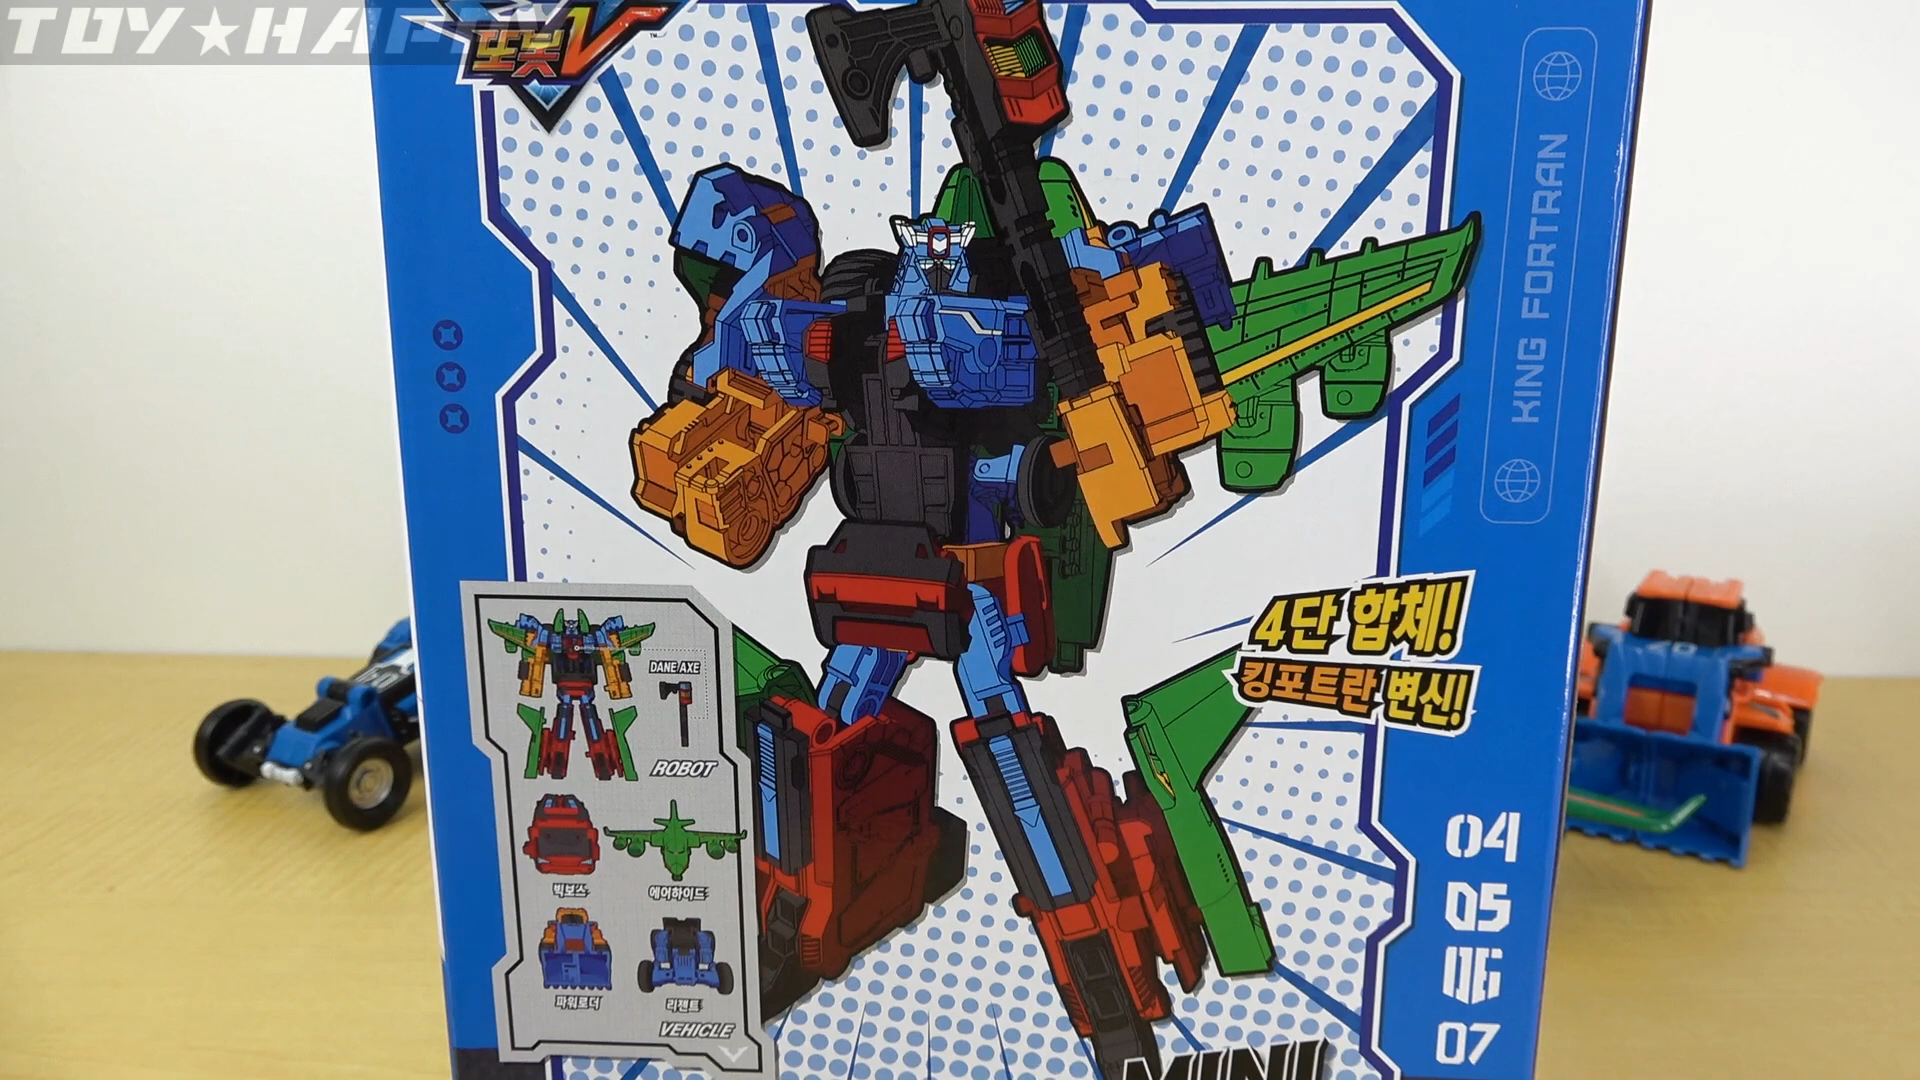 TOY★HAP
또봇V
KING FORTRAN
4단 합체!
킹포트란 변신!
DANE AXE
ROBOT
빅보스
에어하이드
파워로더
리젠트
VEHICLE
04
05
06
07
MINI